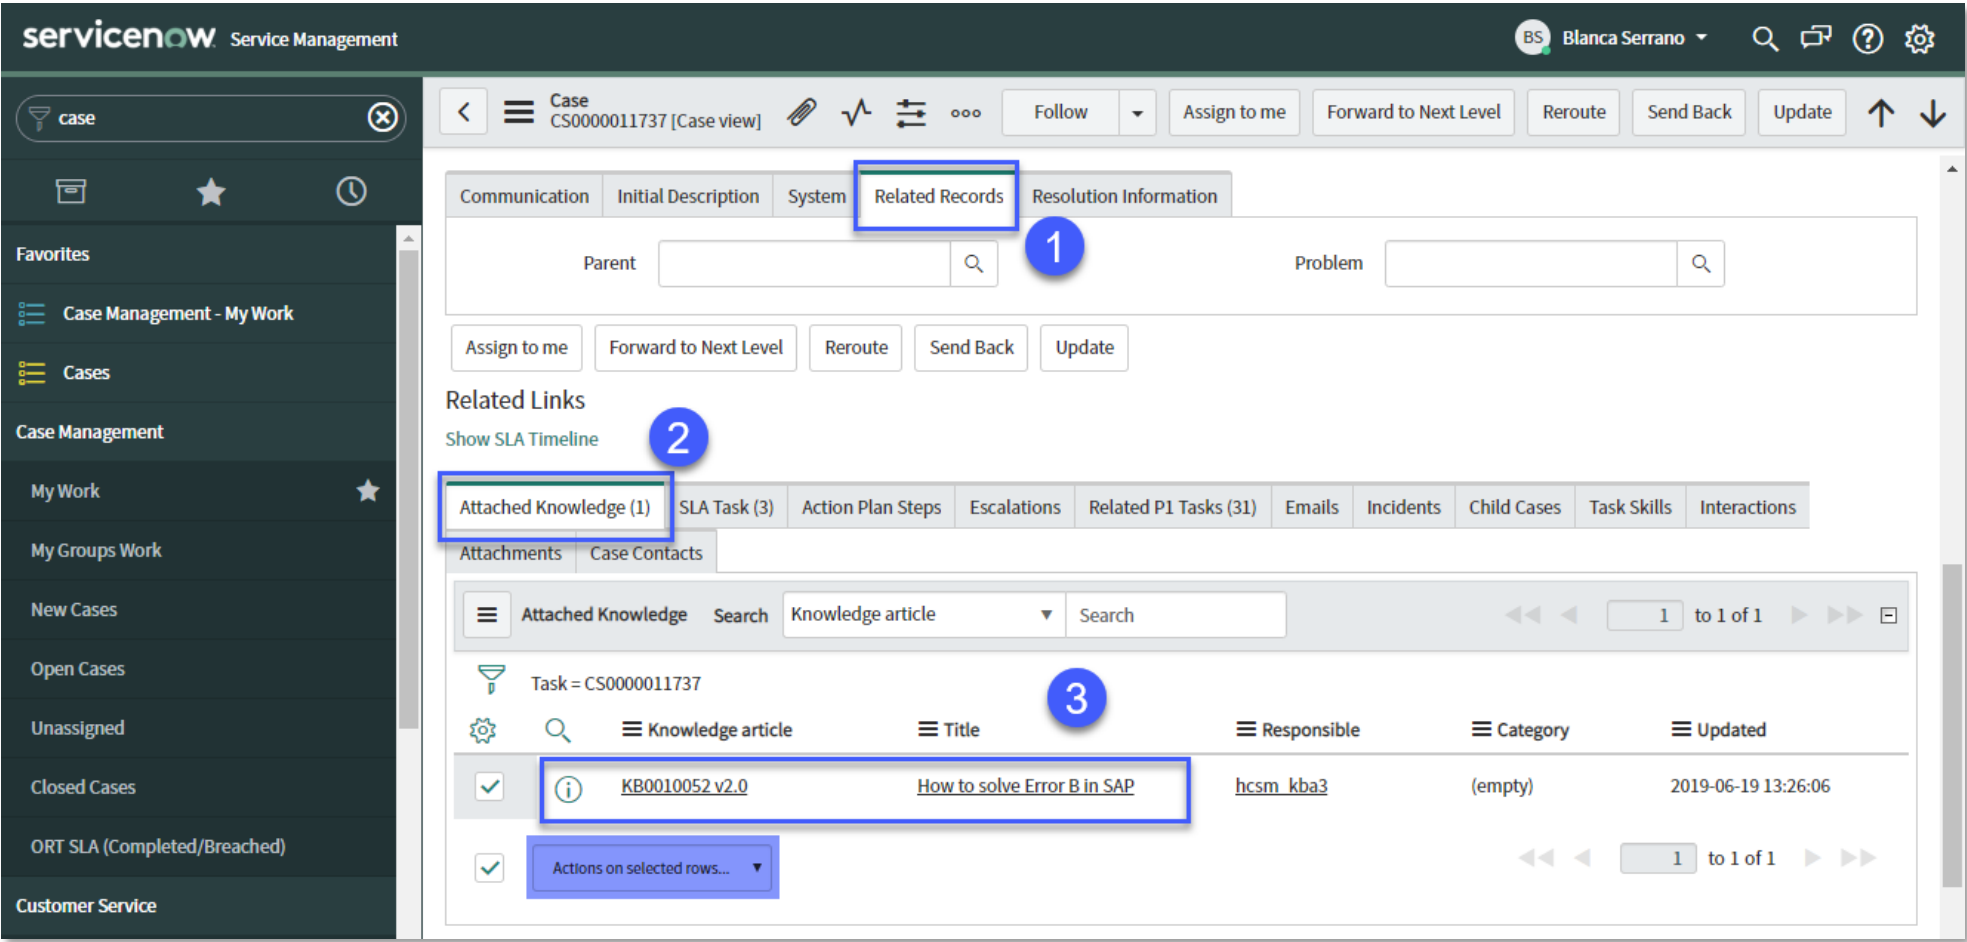 servicenow Service Management
BS Blanca Serrano
case
Favorites
Case Management - My Work
Cases
Case Management
My Work
My Groups Work
New Cases
Open Cases
Unassigned
Closed Cases
ORT SLA (Completed/Breached)
Customer Service
Case
CS0000011737 [Case view]
Follow Assign to me Forward to Next Level Reroute Send Back Update
Communication Initial Description System Related Records Resolution Information
1
Parent Problem
Assign to me Forward to Next Level Reroute Send Back Update
Related Links
Show SLA Timeline
2
Attached Knowledge (1) SLA Task (3) Action Plan Steps Escalations Related P1 Tasks (31) Emails Incidents Child Cases Task Skills Interactions
Attachments Case Contacts
Attached Knowledge Search Knowledge article Search 1 to 1 of 1
Task = CS0000011737
3
Knowledge article Title Responsible Category Updated
KB0010052 v2.0 How to solve Error B in SAP hcsm_kba3 (empty) 2019-06-19 13:26:06
Actions on selected rows... 1 to 1 of 1